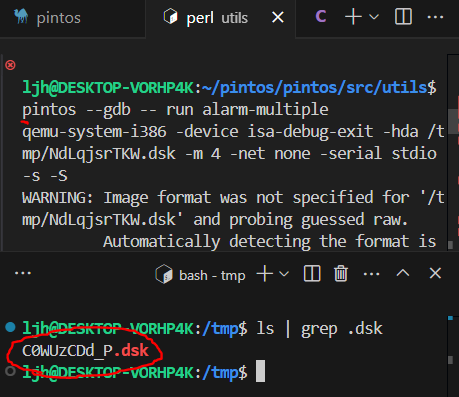 pintos
perl utils
C
ljh@DESKTOP-VORHP4K:~/pintos/pintos/src/utils$
pintos --gdb -- run alarm-multiple
qemu-system-i386 -device isa-debug-exit -hda /t
mp/NdLqjsrTKW.dsk -m 4 -net none -serial stdio
-s -S
WARNING: Image format was not specified for '/t
mp/NdLqjsrTKW.dsk' and probing guessed raw.
Automatically detecting the format is
bash - tmp
ljh@DESKTOP-VORHP4K:/tmp$ ls | grep .dsk
C0WUzCDd_P.dsk
ljh@DESKTOP-VORHP4K:/tmp$